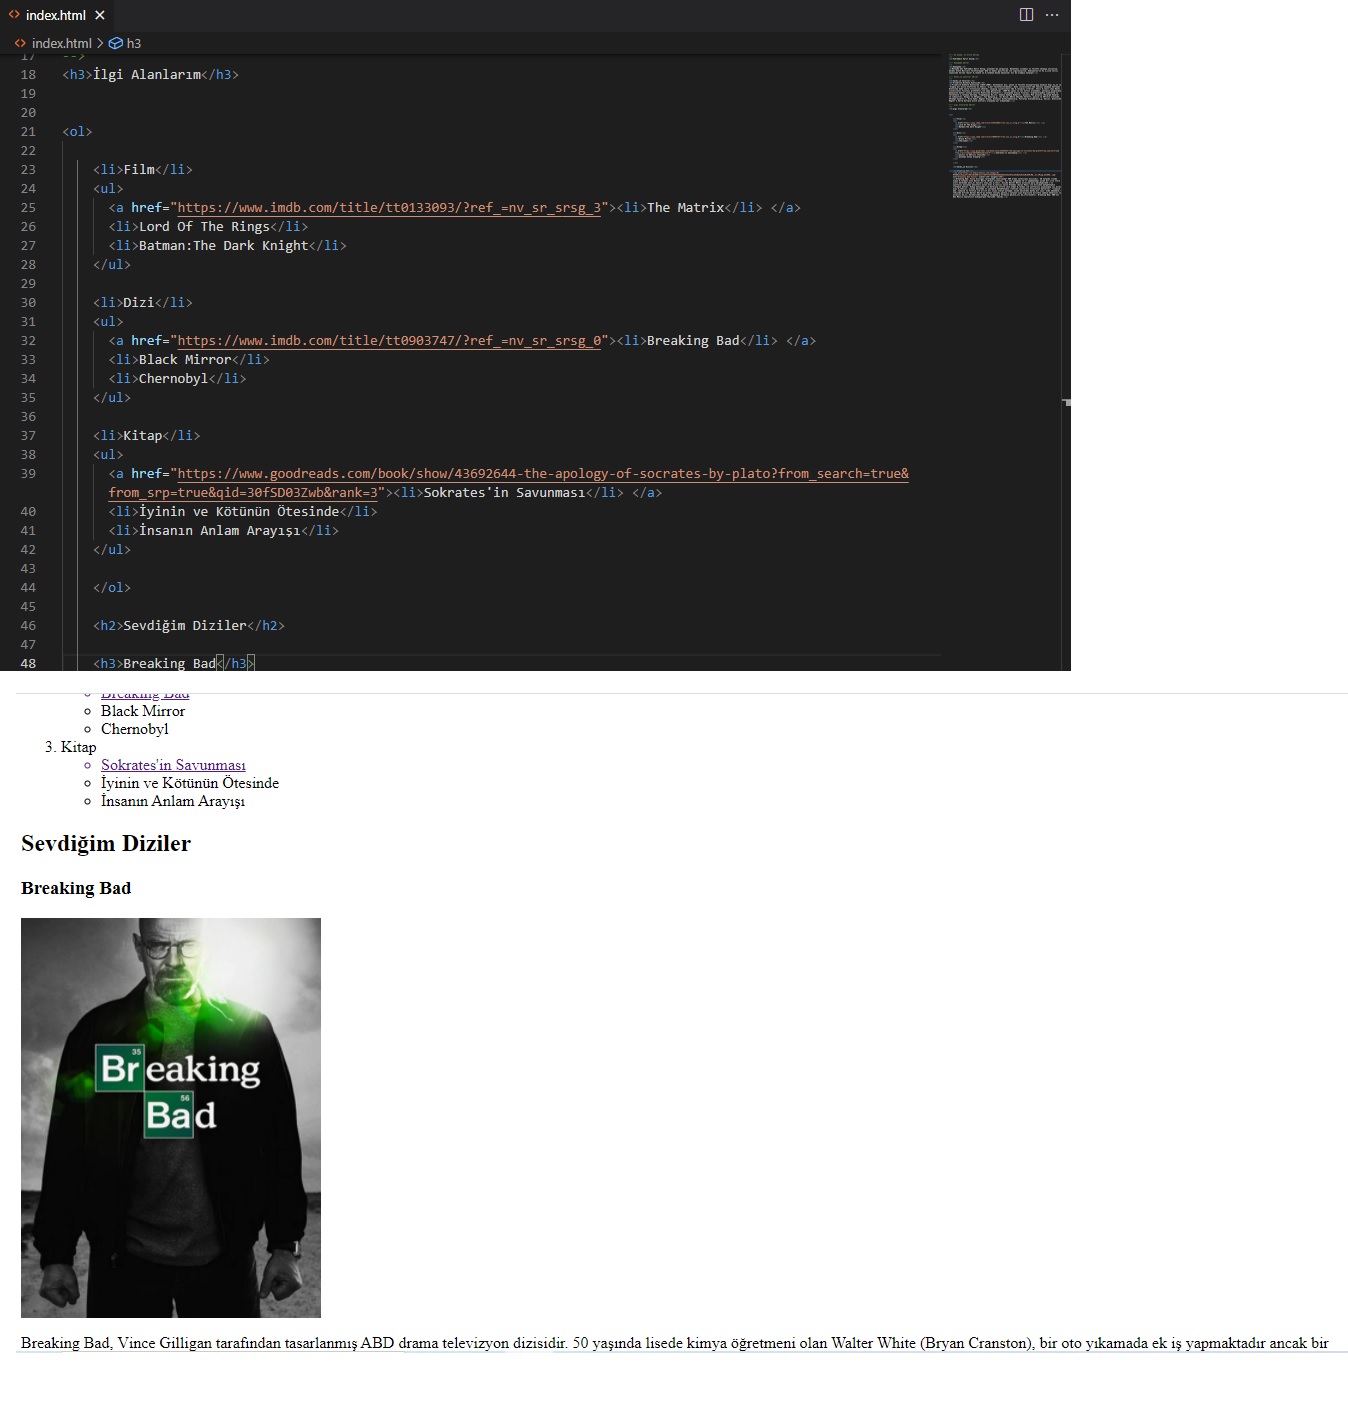 index.html
index.html > h3
17 -->
18 <h3>İlgi Alanlarım</h3>
19
20
21 <ol>
22
23 <li>Film</li>
24 <ul>
25 <a href="https://www.imdb.com/title/tt0133093/?ref_=nv_sr_srsg_3"><li>The Matrix</li> </a>
26 <li>Lord Of The Rings</li>
27 <li>Batman:The Dark Knight</li>
28 </ul>
29
30 <li>Dizi</li>
31 <ul>
32 <a href="https://www.imdb.com/title/tt0903747/?ref_=nv_sr_srsg_0"><li>Breaking Bad</li> </a>
33 <li>Black Mirror</li>
34 <li>Chernobyl</li>
35 </ul>
36
37 <li>Kitap</li>
38 <ul>
39 <a href="https://www.goodreads.com/book/show/43692644-the-apology-of-socrates-by-plato?from_search=true&
from_srp=true&qid=30fSD03Zwb&rank=3"><li>Sokrates'in Savunması</li> </a>
40 <li>İyinin ve Kötünün Ötesinde</li>
41 <li>İnsanın Anlam Arayışı</li>
42 </ul>
43
44 </ol>
45
46 <h2>Sevdiğim Diziler</h2>
47
48 <h3>Breaking Bad</h3>
Breaking Bad
Black Mirror
Chernobyl
3. Kitap
Sokrates'in Savunması
İyinin ve Kötünün Ötesinde
İnsanın Anlam Arayışı
Sevdiğim Diziler
Breaking Bad
35
Breaking
56
Bad
Breaking Bad, Vince Gilligan tarafından tasarlanmış ABD drama televizyon dizisidir. 50 yaşında lisede kimya öğretmeni olan Walter White (Bryan Cranston), bir oto yıkamada ek iş yapmaktadır ancak bir